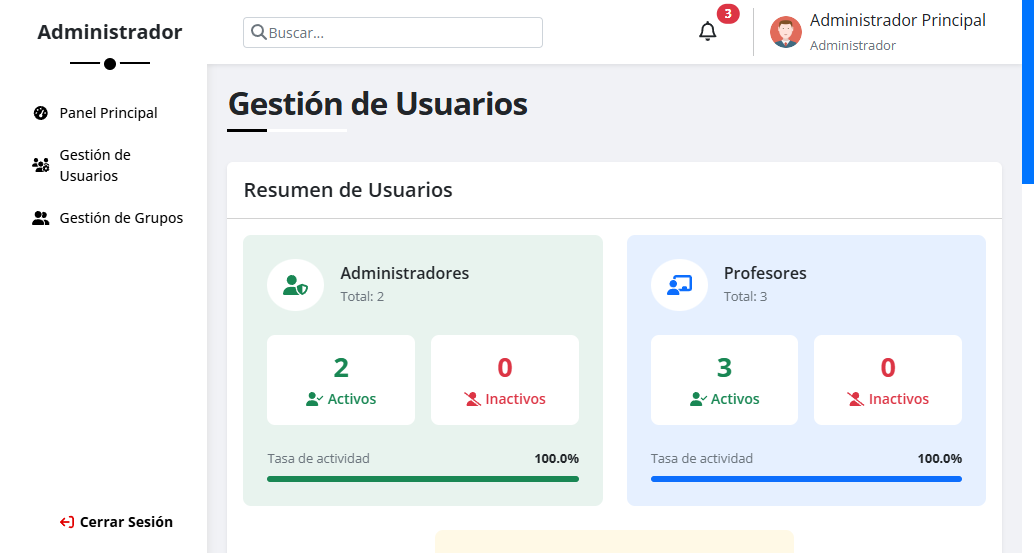 Administrador
Panel Principal
Gestión de
Usuarios
Gestión de Grupos
Cerrar Sesión
Buscar...
3
Administrador Principal
Administrador
Gestión de Usuarios
Resumen de Usuarios
Administradores
Total: 2
2
Activos
0
Inactivos
Tasa de actividad 100.0%
Profesores
Total: 3
3
Activos
0
Inactivos
Tasa de actividad 100.0%